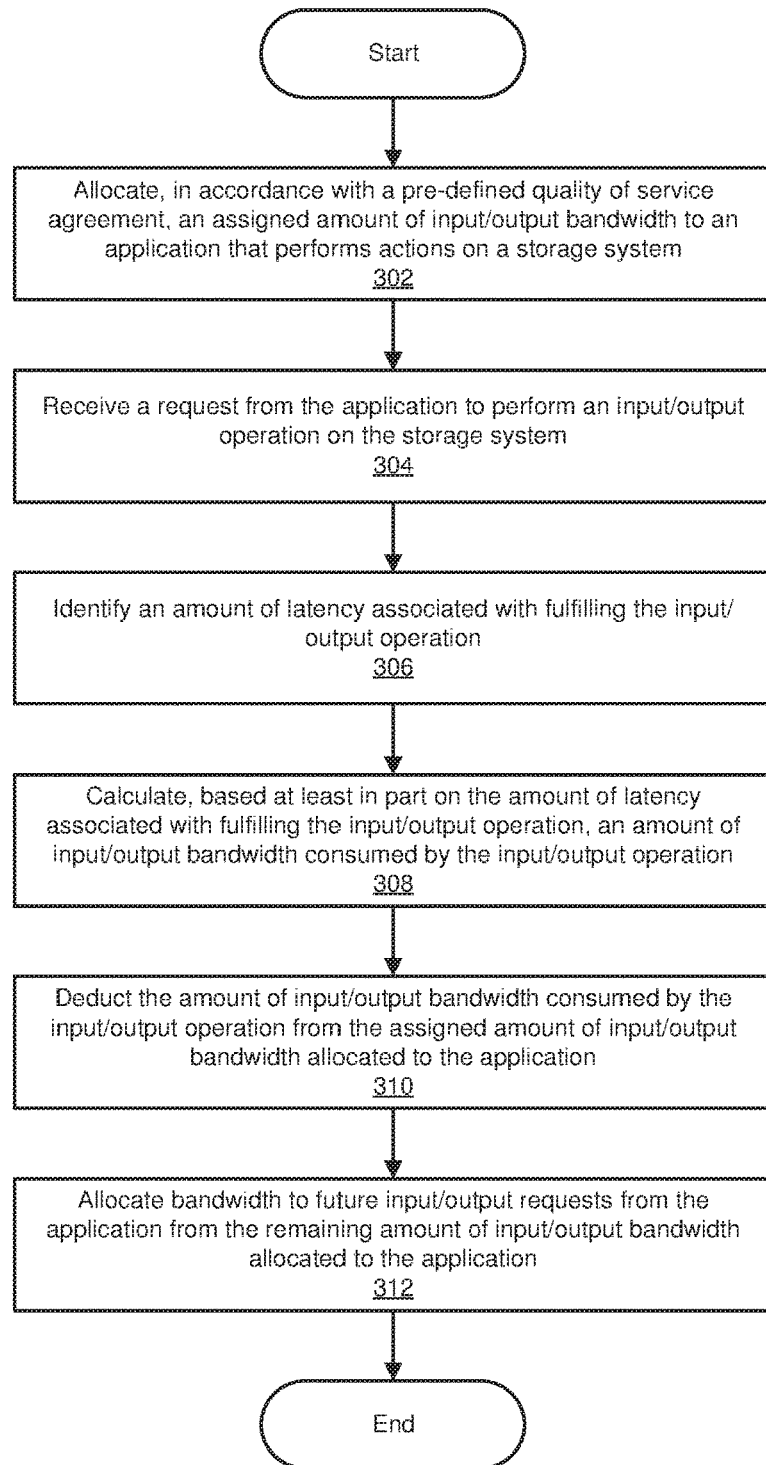 Start
Allocate, in accordance with a pre-defined quality of service
agreement, an assigned amount of input/output bandwidth to an
application that performs actions on a storage system
302
Receive a request from the application to perform an input/output
operation on the storage system
304
Identify an amount of latency associated with fulfilling the input/
output operation
306
Calculate, based at least in part on the amount of latency
associated with fulfilling the input/output operation, an amount of
input/output bandwidth consumed by the input/output operation
308
Deduct the amount of input/output bandwidth consumed by the
input/output operation from the assigned amount of input/output
bandwidth allocated to the application
310
Allocate bandwidth to future input/output requests from the
application from the remaining amount of input/output bandwidth
allocated to the application
312
End